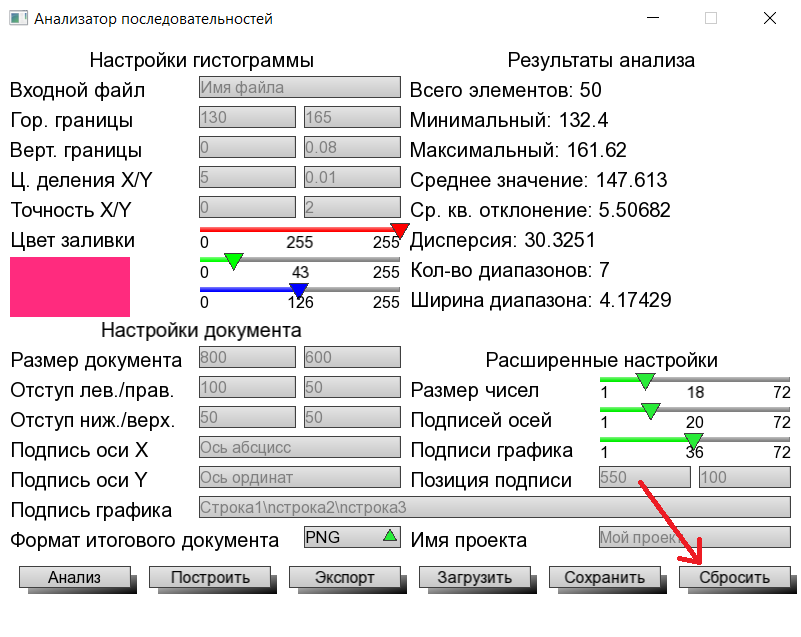 Анализатор последовательностей
Настройки гистограммы
Входной файл Имя файла
Гор. границы 130 165
Верт. границы 0 0.08
Ц. деления X/Y 5 0.01
Точность X/Y 0 2
Цвет заливки
0 255 255
0 43 255
0 126 255
Результаты анализа
Всего элементов: 50
Минимальный: 132.4
Максимальный: 161.62
Среднее значение: 147.613
Ср. кв. отклонение: 5.50682
Дисперсия: 30.3251
Кол-во диапазонов: 7
Ширина диапазона: 4.17429
Настройки документа
Размер документа 800 600
Отступ лев./прав. 100 50
Отступ ниж./верх. 50 50
Подпись оси X Ось абсцисс
Подпись оси Y Ось ординат
Расширенные настройки
Размер чисел 1 18 72
Подписей осей 1 20 72
Подписи графика 1 36 72
Позиция подписи 550 100
Подпись графика Строка1\nстрока2\nстрока3
Формат итогового документа PNG Имя проекта Мой проект
Анализ Построить Экспорт Загрузить Сохранить Сбросить